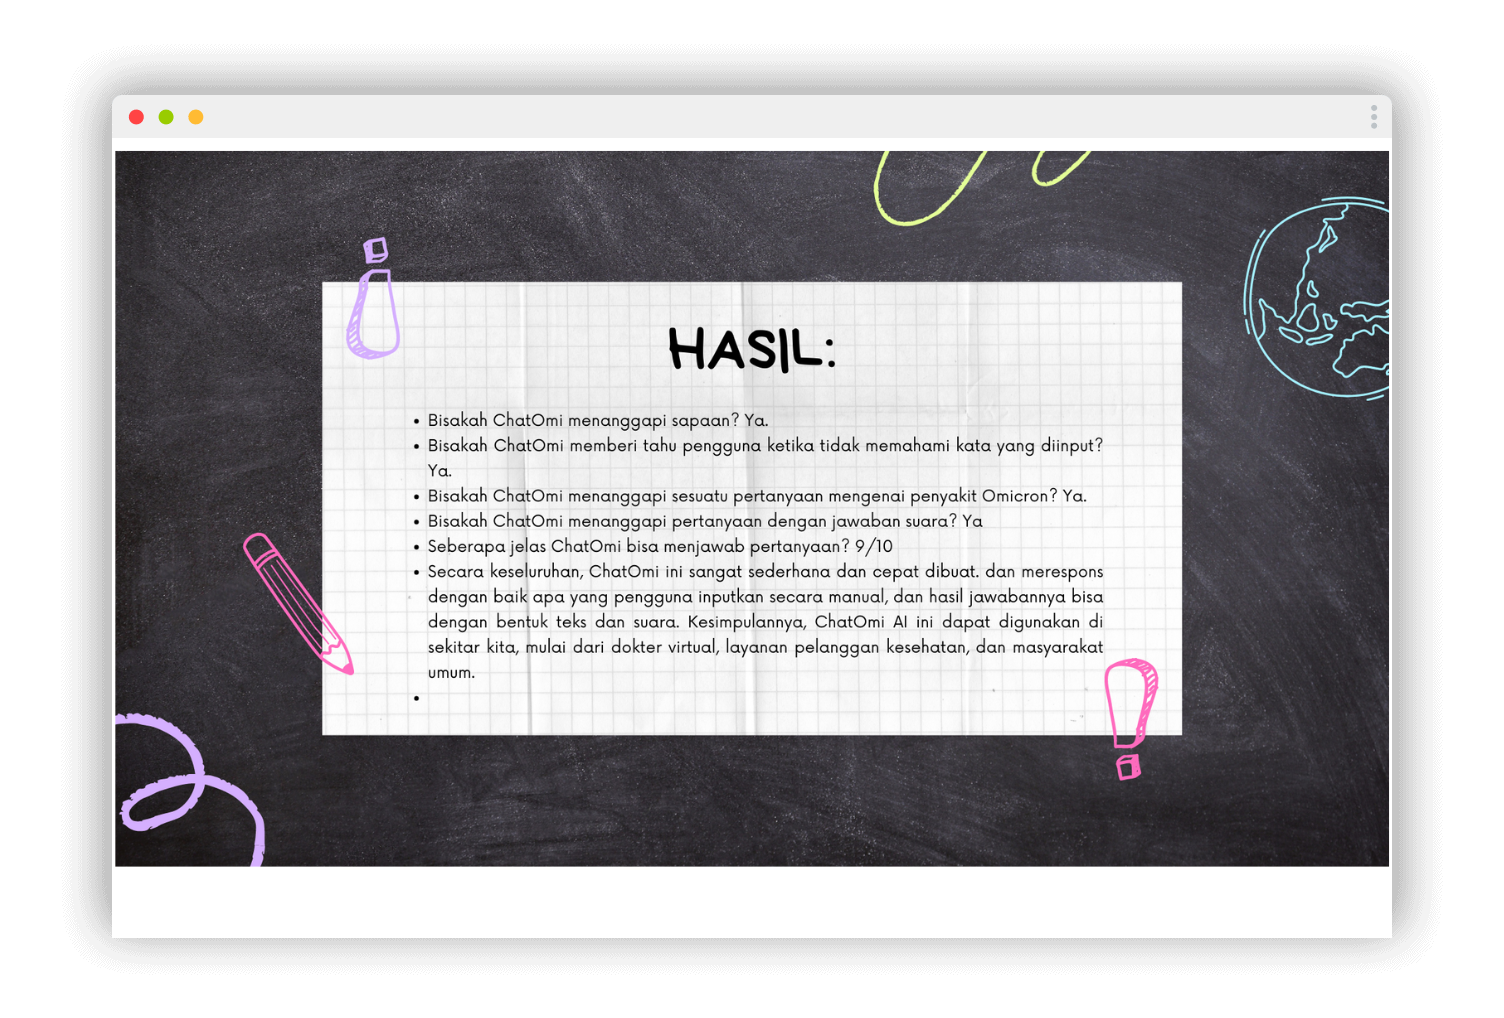 HASIL:
• Bisakah ChatOmi menanggapi sapaan? Ya.
• Bisakah ChatOmi memberi tahu pengguna ketika tidak memahami kata yang diinput?
Ya.
• Bisakah ChatOmi menanggapi sesuatu pertanyaan mengenai penyakit Omicron? Ya.
• Bisakah ChatOmi menanggapi pertanyaan dengan jawaban suara? Ya
• Seberapa jelas ChatOmi bisa menjawab pertanyaan? 9/10
• Secara keseluruhan, ChatOmi ini sangat sederhana dan cepat dibuat. dan merespons
dengan baik apa yang pengguna inputkan secara manual, dan hasil jawabannya bisa
dengan bentuk teks dan suara. Kesimpulannya, ChatOmi AI ini dapat digunakan di
sekitar kita, mulai dari dokter virtual, layanan pelanggan kesehatan, dan masyarakat
umum.
•